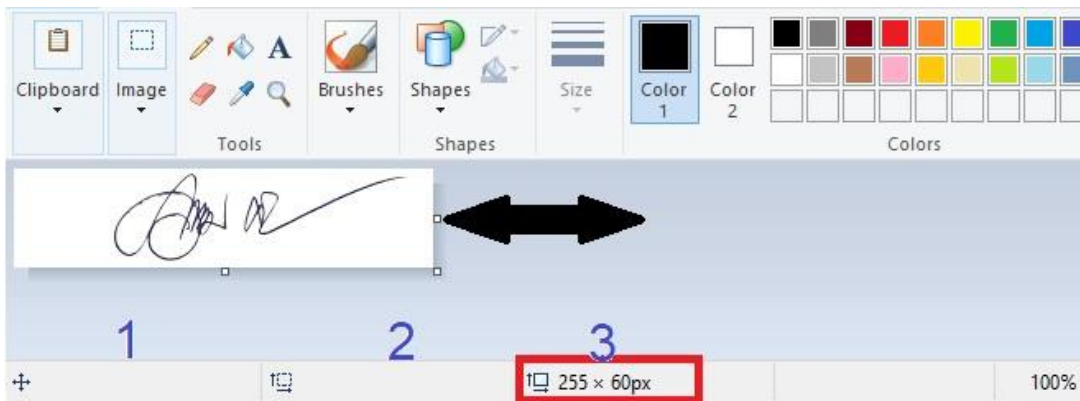 Clipboard
Image
A
Brushes
Shapes
Size
Color
1
Color
2
Tools
Shapes
Colors
1 2 3
255 × 60px 100%